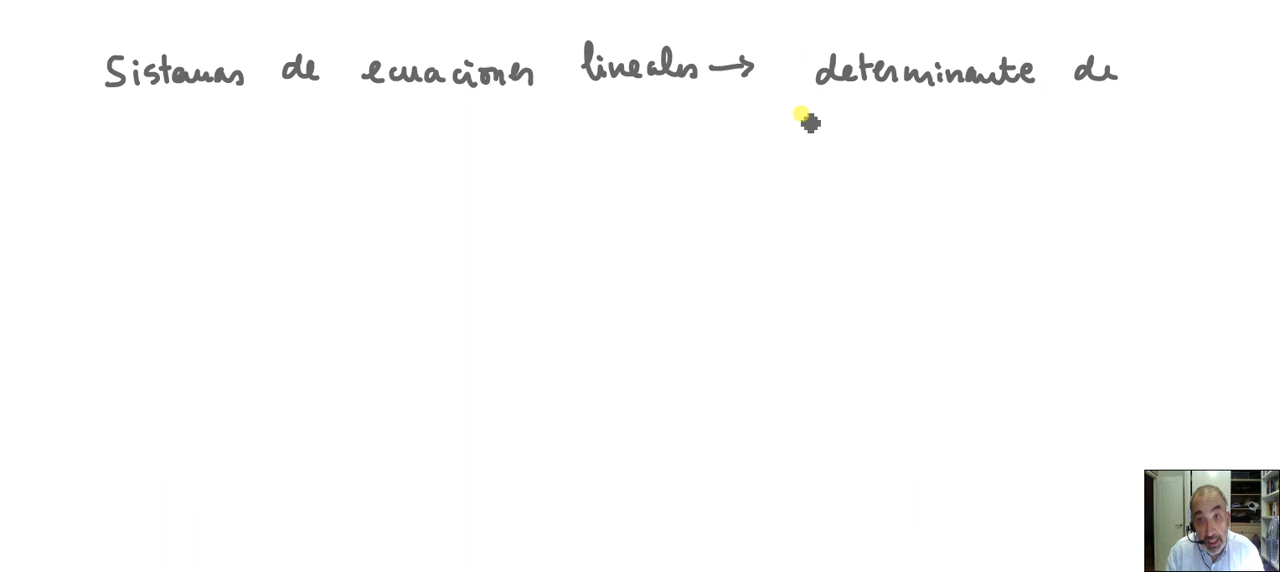 Sistemas de ecuaciones lineales → determinante de